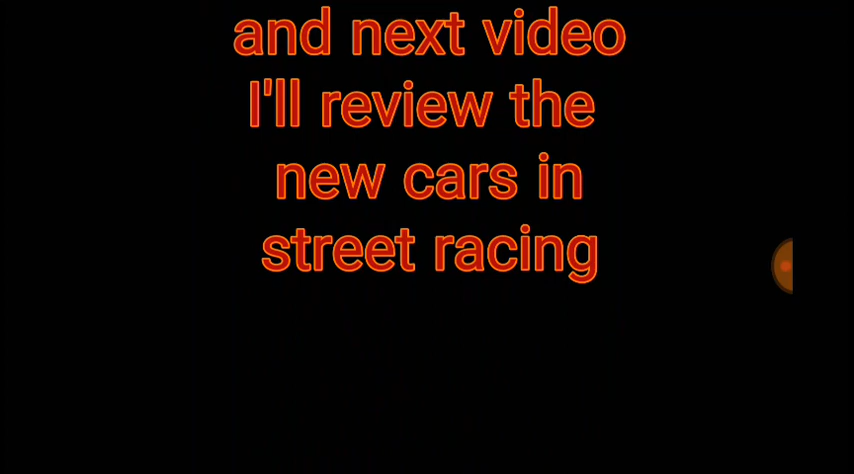 and next video
I'll review the
new cars in
street racing